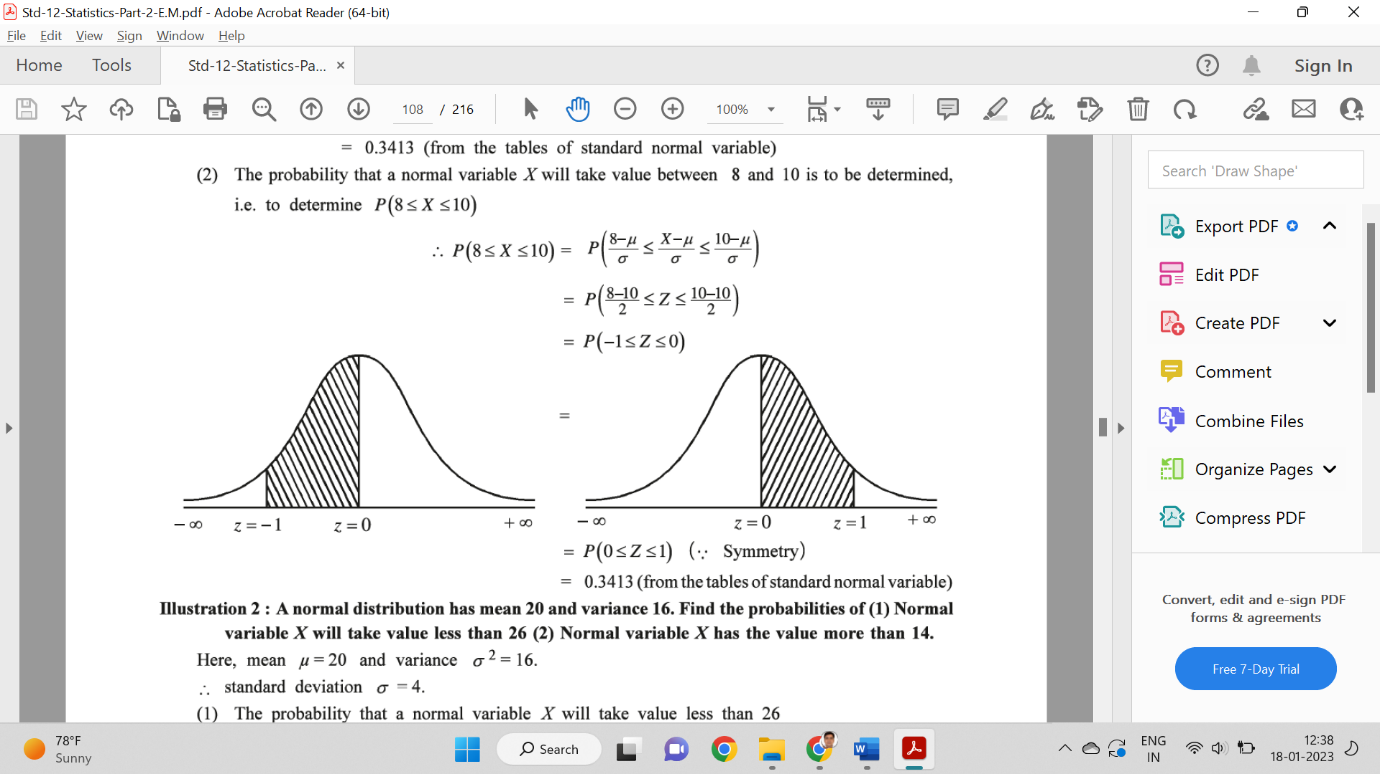 Std-12-Statistics-Part-2-E.M.pdf - Adobe Acrobat Reader (64-bit)
File Edit View Sign Window Help
Home Tools Std-12-Statistics-Pa... × Sign In
108 / 216 100%
= 0.3413 (from the tables of standard normal variable)
(2) The probability that a normal variable X will take value between 8 and 10 is to be determined,
i.e. to determine P(8 ≤ X ≤ 10)
∴ P(8 ≤ X ≤ 10) = P((8–μ)/σ ≤ (X–μ)/σ ≤ (10–μ)/σ)
= P((8–10)/2 ≤ Z ≤ (10–10)/2)
= P(−1 ≤ Z ≤ 0)
=
− ∞ z = − 1 z = 0 + ∞ − ∞ z = 0 z = 1 + ∞
= P(0 ≤ Z ≤ 1) (∵ Symmetry)
= 0.3413 (from the tables of standard normal variable)
Illustration 2 : A normal distribution has mean 20 and variance 16. Find the probabilities of (1) Normal
variable X will take value less than 26 (2) Normal variable X has the value more than 14.
Here, mean μ = 20 and variance σ² = 16.
∴ standard deviation σ = 4.
(1) The probability that a normal variable X will take value less than 26
Search 'Draw Shape'
Export PDF
Edit PDF
Create PDF
Comment
Combine Files
Organize Pages
Compress PDF
Convert, edit and e-sign PDF
forms & agreements
Free 7-Day Trial
78°F
Sunny
Search
ENG
IN
12:38
18-01-2023